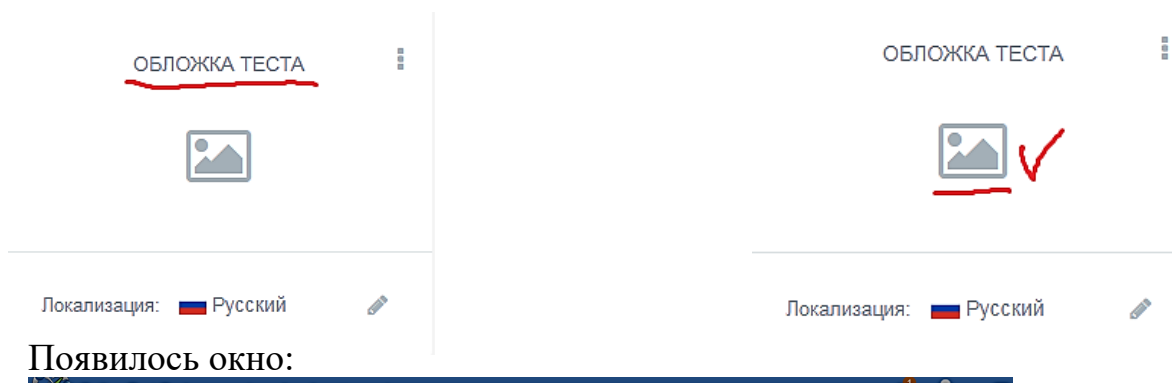 ОБЛОЖКА ТЕСТА
ОБЛОЖКА ТЕСТА
Локализация: Русский
Локализация: Русский
Появилось окно: